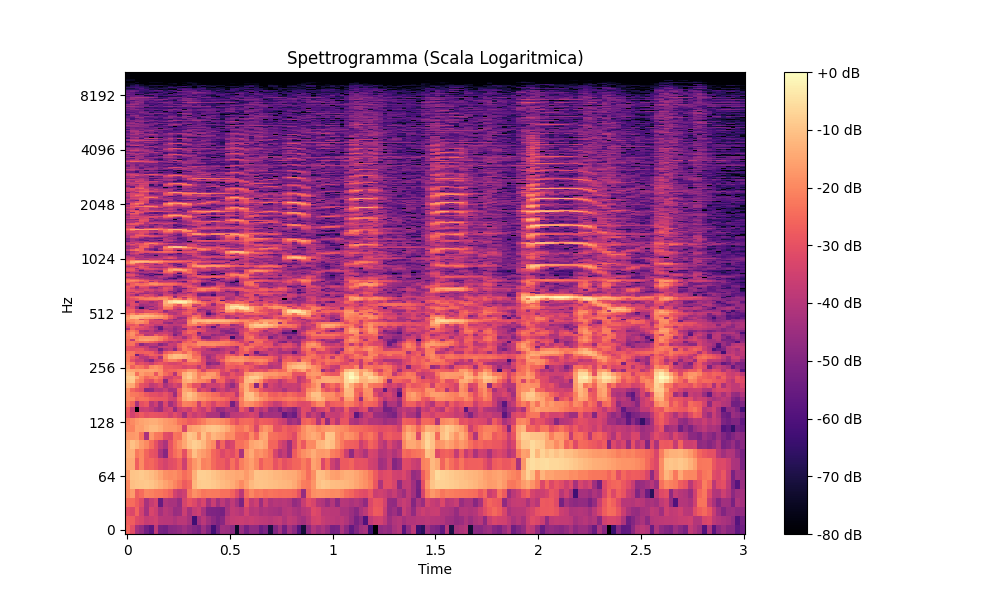 Spettrogramma (Scala Logaritmica)
+0 dB
8192
-10 dB
4096
-20 dB
2048
-30 dB
1024
Hz
512
-40 dB
256
-50 dB
128
-60 dB
64
-70 dB
0
-80 dB
0 0.5 1 1.5 2 2.5 3
Time